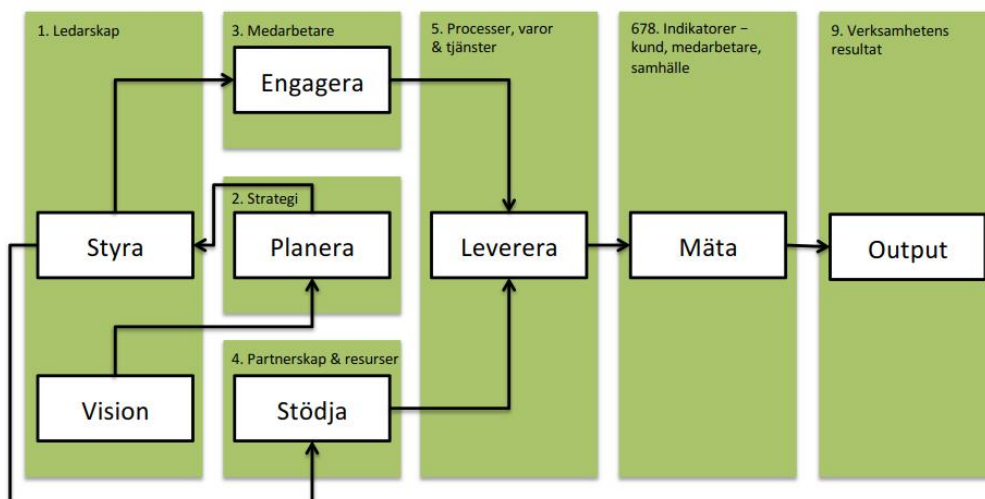 1. Ledarskap
Styra
Vision
3. Medarbetare
Engagera
2. Strategi
Planera
4. Partnerskap & resurser
Stödja
5. Processer, varor
& tjänster
Leverera
678. Indikatorer –
kund, medarbetare,
samhälle
Mäta
9. Verksamhetens
resultat
Output